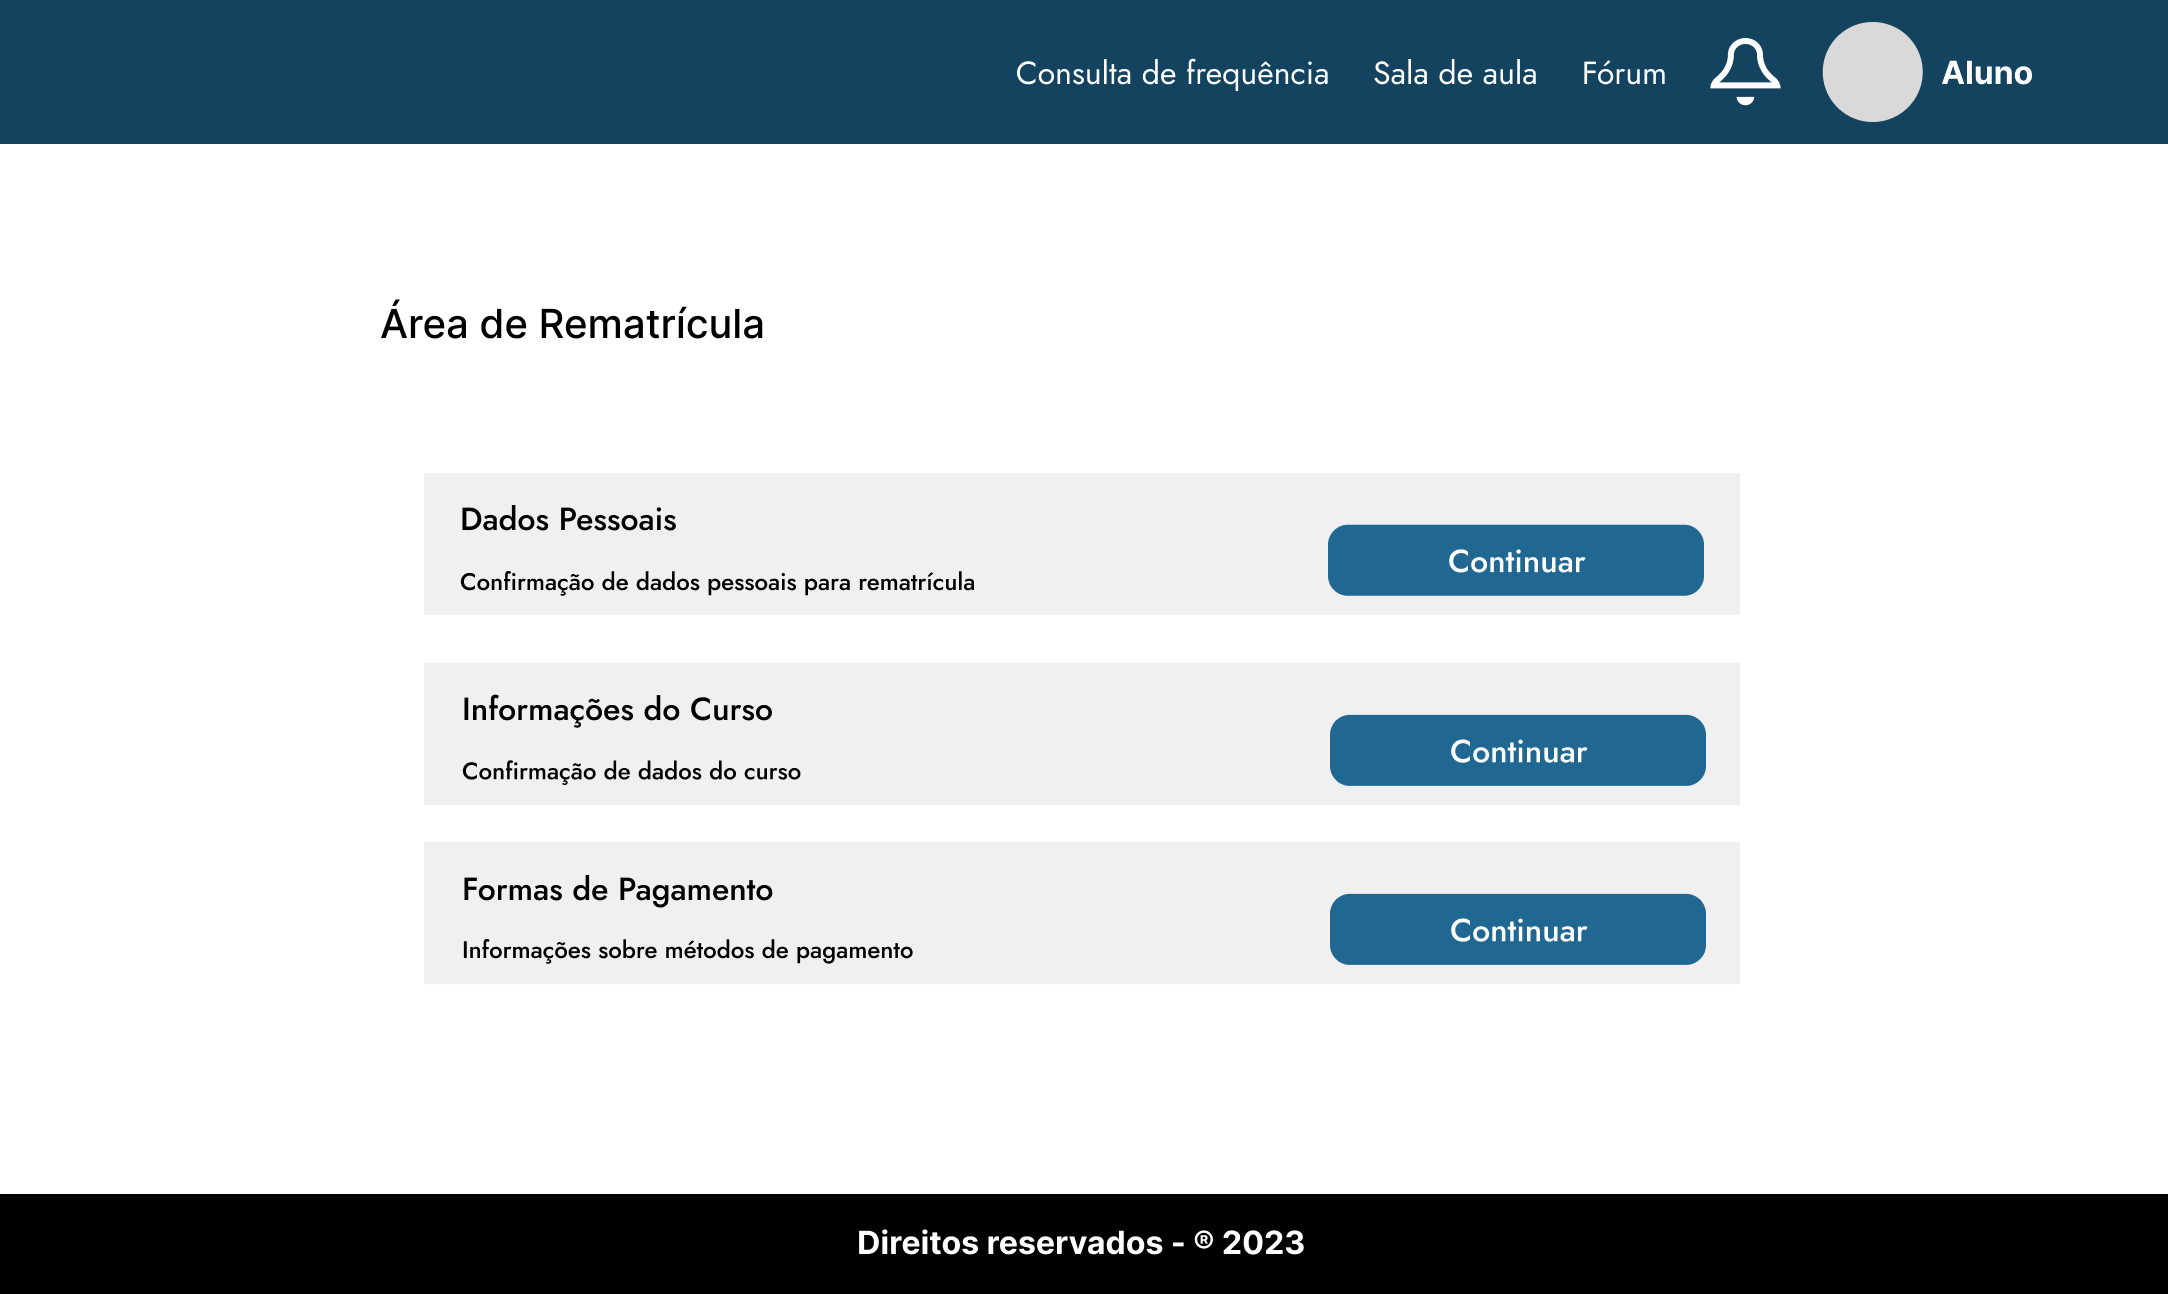 Consulta de frequência
Sala de aula
Fórum
Aluno
Área de Rematrícula
Dados Pessoais
Confirmação de dados pessoais para rematrícula
Continuar
Informações do Curso
Confirmação de dados do curso
Continuar
Formas de Pagamento
Informações sobre métodos de pagamento
Continuar
Direitos reservados - ® 2023